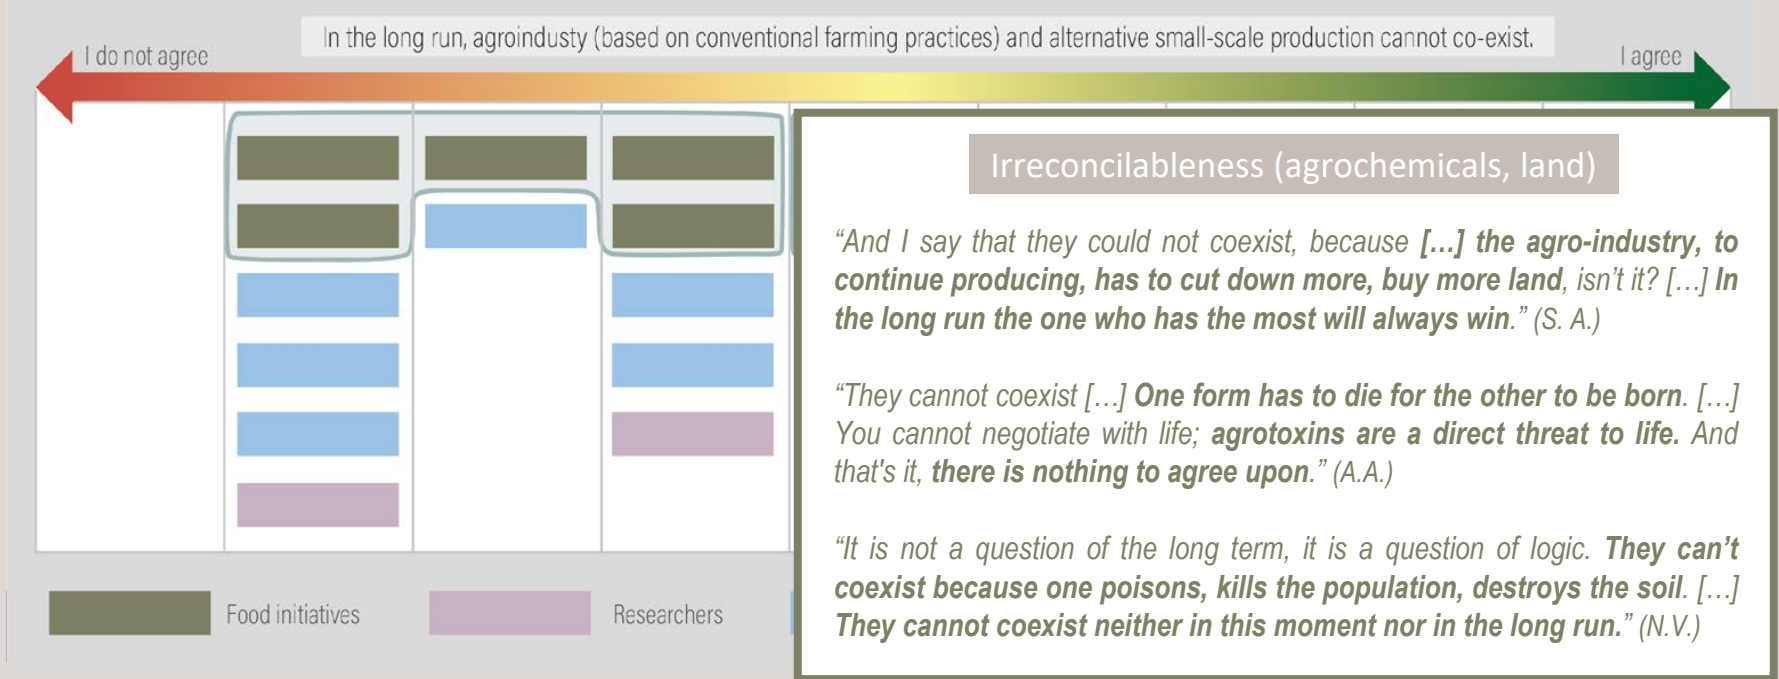 In the long run, agroindusty (based on conventional farming practices) and alternative small-scale production cannot co-exist.
I do not agree
I agree
Irreconcilableness (agrochemicals, land)
“And I say that they could not coexist, because […] the agro-industry, to
continue producing, has to cut down more, buy more land, isn’t it? […] In
the long run the one who has the most will always win.” (S. A.)
“They cannot coexist […] One form has to die for the other to be born. […]
You cannot negotiate with life; agrotoxins are a direct threat to life. And
that's it, there is nothing to agree upon.” (A.A.)
“It is not a question of the long term, it is a question of logic. They can’t
coexist because one poisons, kills the population, destroys the soil. […]
They cannot coexist neither in this moment nor in the long run.” (N.V.)
Food initiatives
Researchers